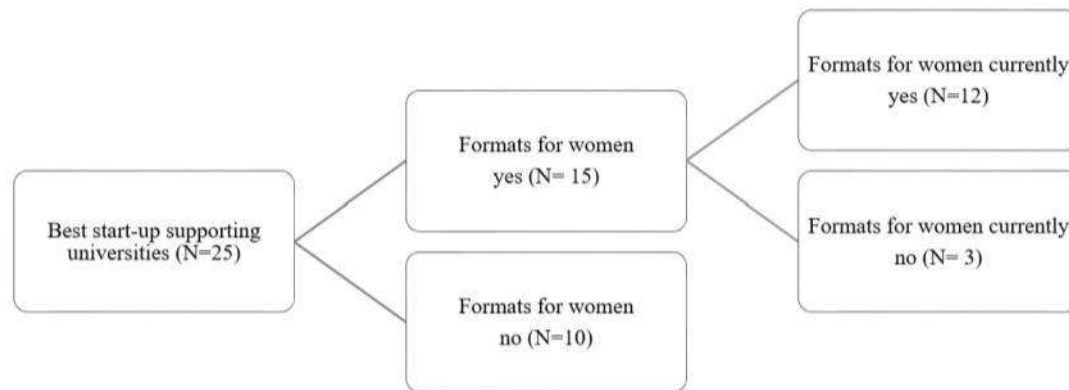 Best start-up supporting
universities (N=25)
Formats for women
yes (N= 15)
Formats for women
no (N=10)
Formats for women currently
yes (N=12)
Formats for women currently
no (N= 3)